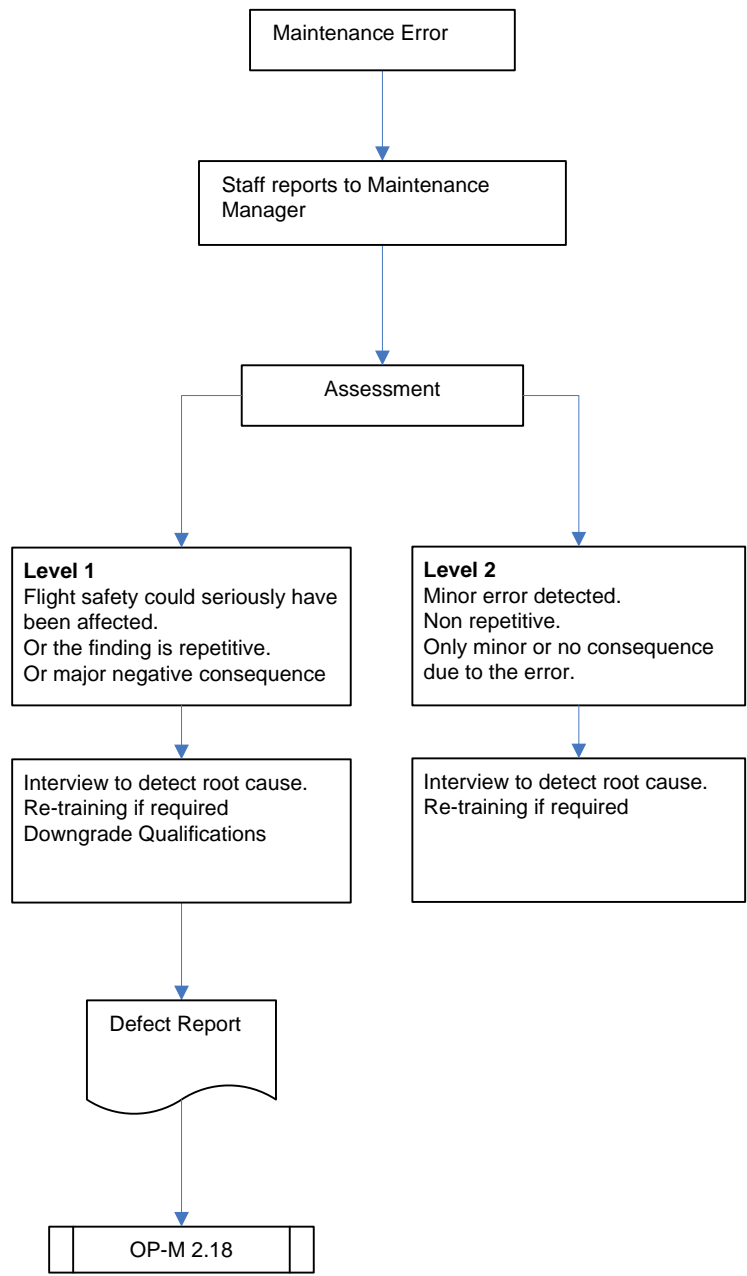 Maintenance Error
Staff reports to Maintenance
Manager
Assessment
Level 1
Flight safety could seriously have
been affected.
Or the finding is repetitive.
Or major negative consequence
Level 2
Minor error detected.
Non repetitive.
Only minor or no consequence
due to the error.
Interview to detect root cause.
Re-training if required
Downgrade Qualifications
Interview to detect root cause.
Re-training if required
Defect Report
OP-M 2.18